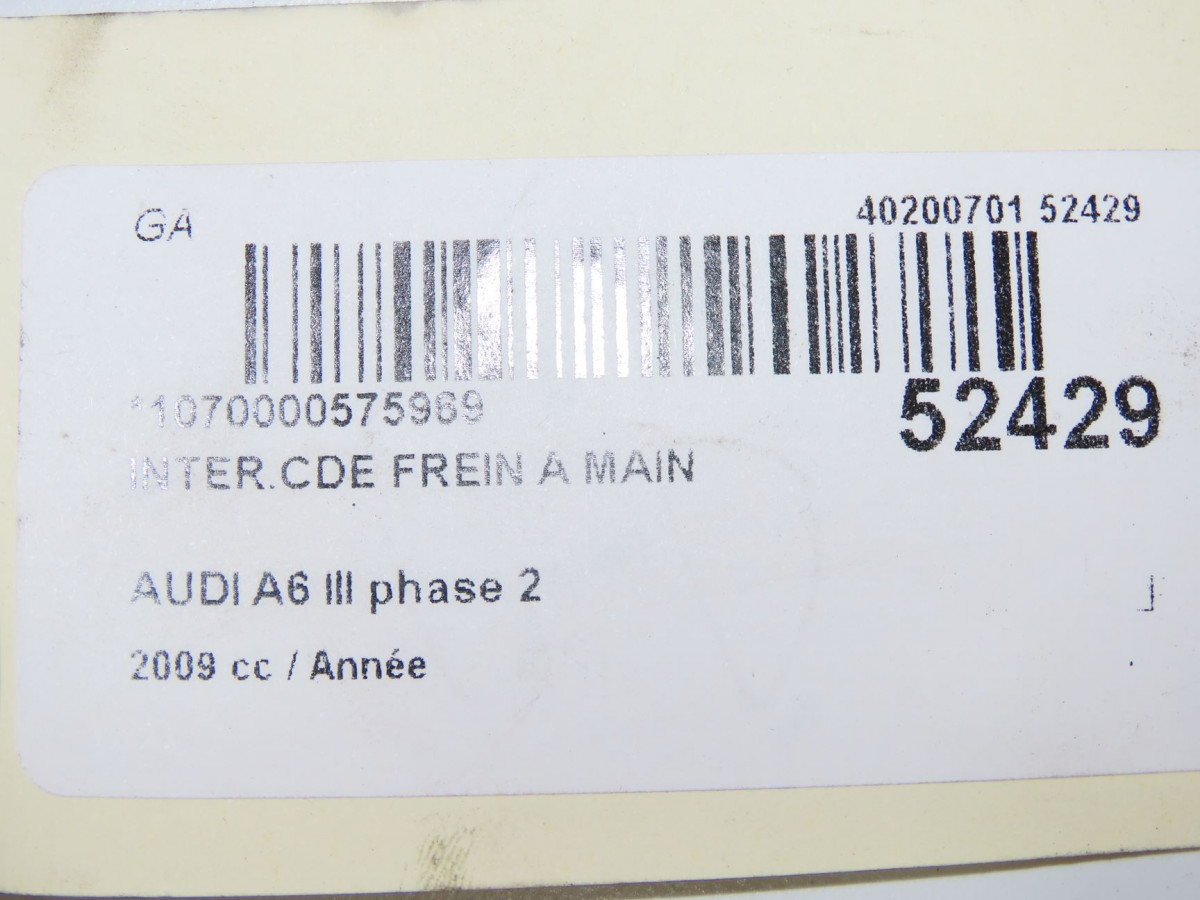 GA
40200701 52429
*1070000575969
52429
INTER.CDE FREIN A MAIN
AUDI A6 III phase 2
2009 cc / Année